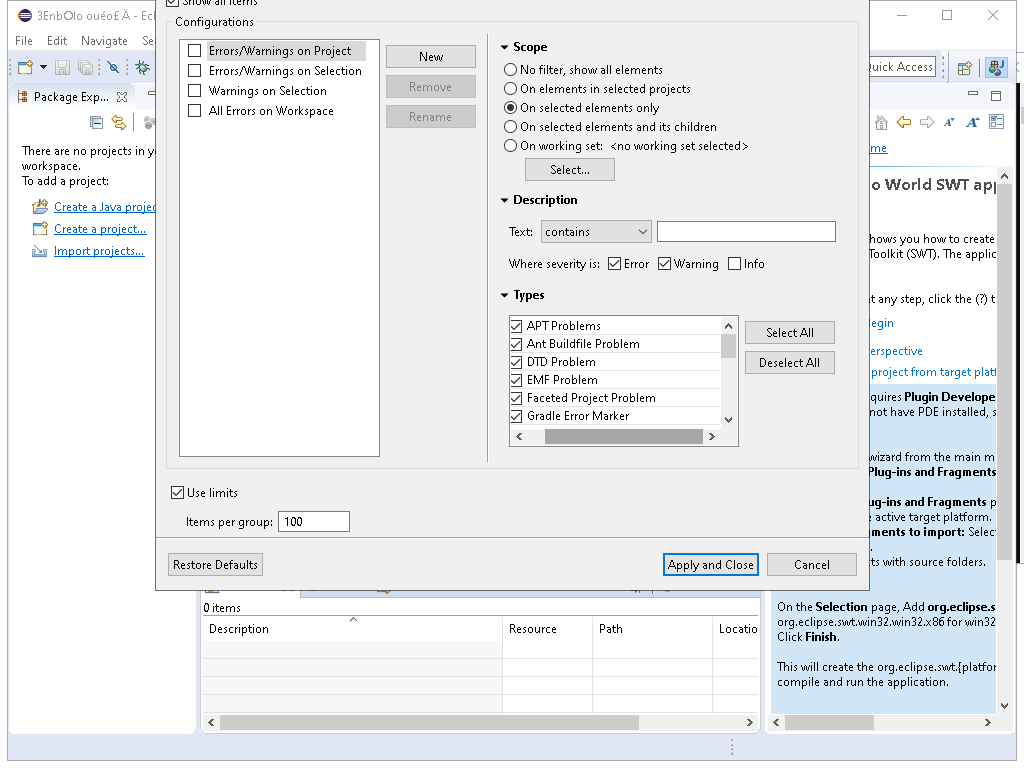 3EnbOlo ouéo£Ä - Ecl
Show all items
File Edit Navigate Se
Configurations
Errors/Warnings on Project
Errors/Warnings on Selection
Warnings on Selection
All Errors on Workspace
New
Remove
Rename
Scope
No filter, show all elements
On elements in selected projects
On selected elements only
On selected elements and its children
On working set: <no working set selected>
Select...
Description
Text: contains
Where severity is: Error Warning Info
Types
APT Problems
Ant Buildfile Problem
DTD Problem
EMF Problem
Faceted Project Problem
Gradle Error Marker
Select All
Deselect All
Use limits
Items per group: 100
Restore Defaults
Apply and Close
Cancel
Package Exp...
There are no projects in y
workspace.
To add a project:
Create a Java projec
Create a project...
Import projects...
0 items
Description Resource Path Locatio
Quick Access
me
o World SWT app
hows you how to create
Toolkit (SWT). The applic
t any step, click the (?) t
egin
erspective
project from target platf
quires Plugin Develope
not have PDE installed, s
wizard from the main m
Plug-ins and Fragments
ug-ins and Fragments p
e active target platform.
ments to import: Selec
ts with source folders.
On the Selection page, Add org.eclipse.s
org.eclipse.swt.win32.win32.x86 for win32
Click Finish.
This will create the org.eclipse.swt.{platfor
compile and run the application.